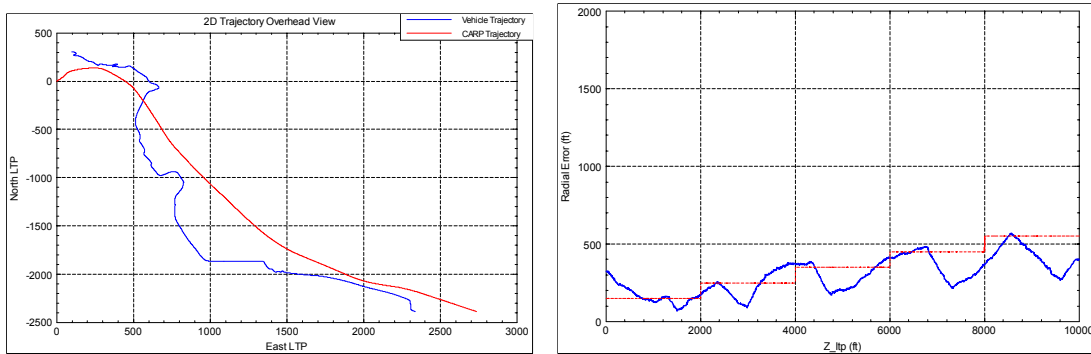 2D Trajectory Overhead View
Vehicle Trajectory
CARP Trajectory
500
0
-500
-1000
-1500
-2000
-2500
North LTP
0 500 1000 1500 2000 2500 3000
East LTP
2000
1500
1000
500
0
Radial Error (ft)
0 2000 4000 6000 8000 10000
Z_ltp (ft)